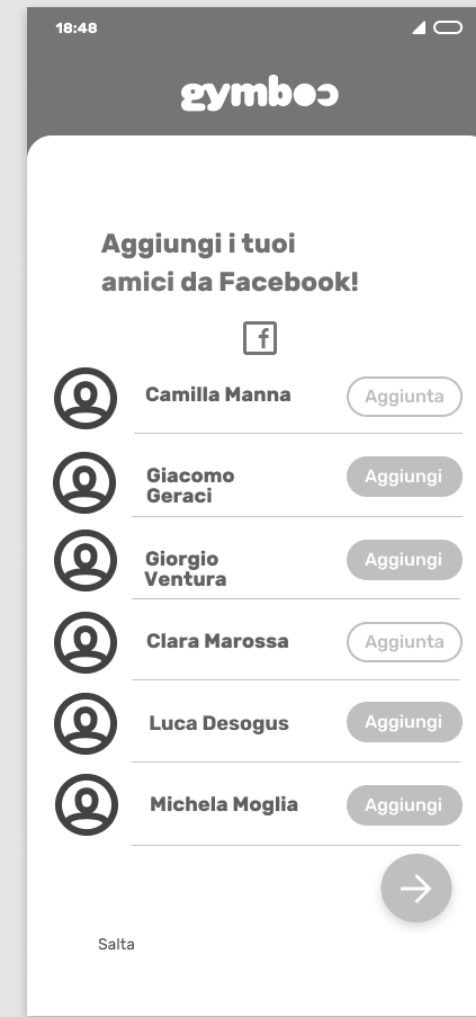 18:48
gymboc
Aggiungi i tuoi
amici da Facebook!
f
Camilla Manna
Aggiunta
Giacomo
Geraci
Aggiungi
Giorgio
Ventura
Aggiungi
Clara Marossa
Aggiunta
Luca Desogus
Aggiungi
Michela Moglia
Aggiungi
Salta